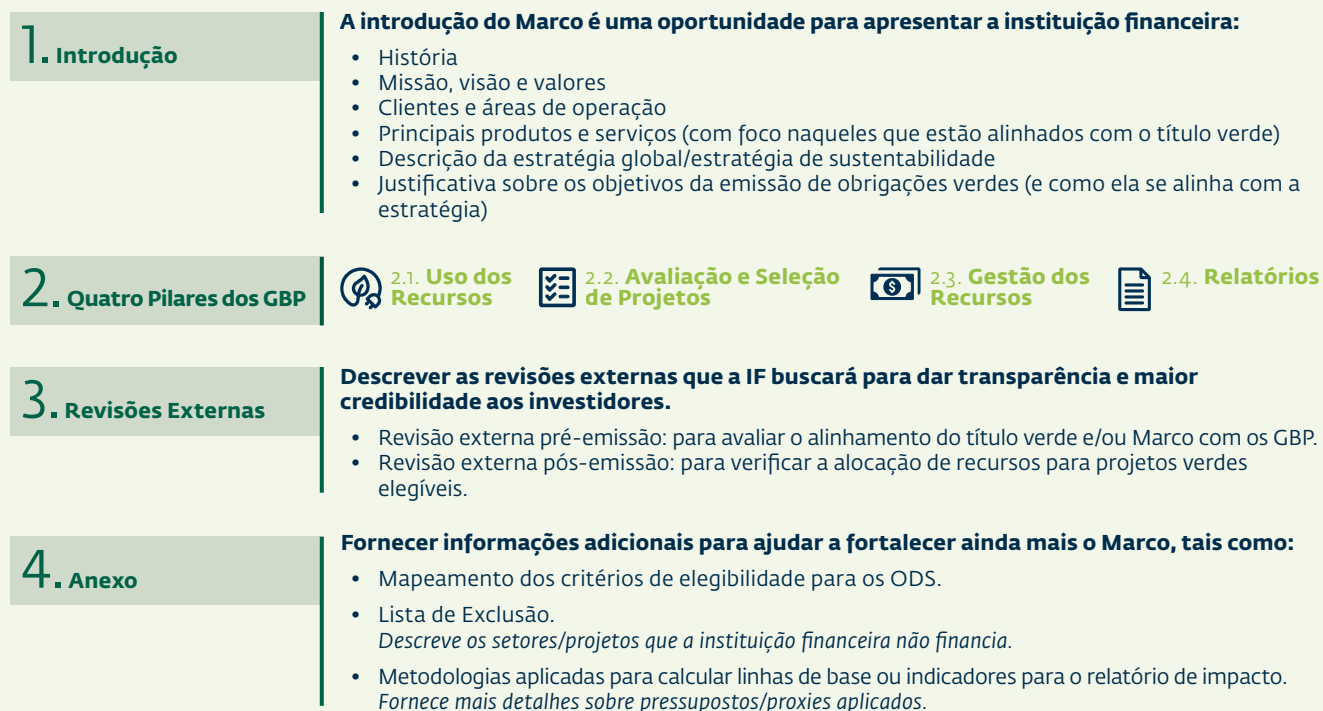 1. Introdução
A introdução do Marco é uma oportunidade para apresentar a instituição financeira:
• História
• Missão, visão e valores
• Clientes e áreas de operação
• Principais produtos e serviços (com foco naqueles que estão alinhados com o título verde)
• Descrição da estratégia global/estratégia de sustentabilidade
• Justificativa sobre os objetivos da emissão de obrigações verdes (e como ela se alinha com a
estratégia)
2. Quatro Pilares dos GBP
2.1. Uso dos
Recursos
2.2. Avaliação e Seleção
de Projetos
2.3. Gestão dos
Recursos
2.4. Relatórios
3. Revisões Externas
Descrever as revisões externas que a IF buscará para dar transparência e maior
credibilidade aos investidores.
• Revisão externa pré-emissão: para avaliar o alinhamento do título verde e/ou Marco com os GBP.
• Revisão externa pós-emissão: para verificar a alocação de recursos para projetos verdes
elegíveis.
4. Anexo
Fornecer informações adicionais para ajudar a fortalecer ainda mais o Marco, tais como:
• Mapeamento dos critérios de elegibilidade para os ODS.
• Lista de Exclusão.
Descreve os setores/projetos que a instituição financeira não financia.
• Metodologias aplicadas para calcular linhas de base ou indicadores para o relatório de impacto.
Fornece mais detalhes sobre pressupostos/proxies aplicados.